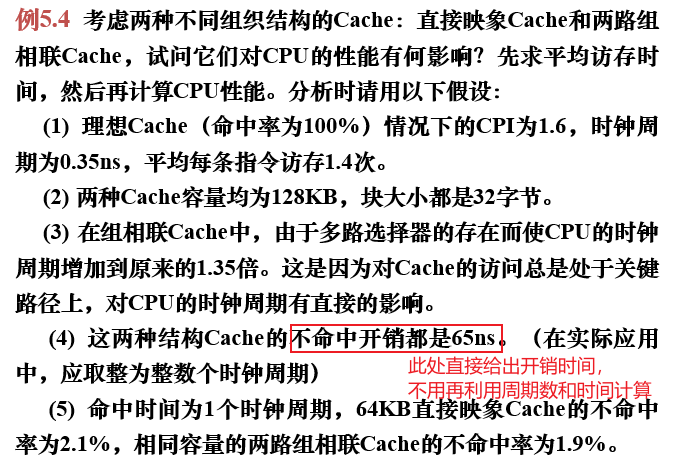 例5.4 考虑两种不同组织结构的Cache：直接映象Cache和两路组
相联Cache，试问它们对CPU的性能有何影响？先求平均访存时
间，然后再计算CPU性能。分析时请用以下假设：
(1) 理想Cache（命中率为100%）情况下的CPI为1.6，时钟周
期为0.35ns，平均每条指令访存1.4次。
(2) 两种Cache容量均为128KB，块大小都是32字节。
(3) 在组相联Cache中，由于多路选择器的存在而使CPU的时钟
周期增加到原来的1.35倍。这是因为对Cache的访问总是处于关键
路径上，对CPU的时钟周期有直接的影响。
(4) 这两种结构Cache的不命中开销都是65ns。（在实际应用
中，应取整为整数个时钟周期）
此处直接给出开销时间，
不用再利用周期数和时间计算
(5) 命中时间为1个时钟周期，64KB直接映象Cache的不命中
率为2.1%，相同容量的两路组相联Cache的不命中率为1.9%。